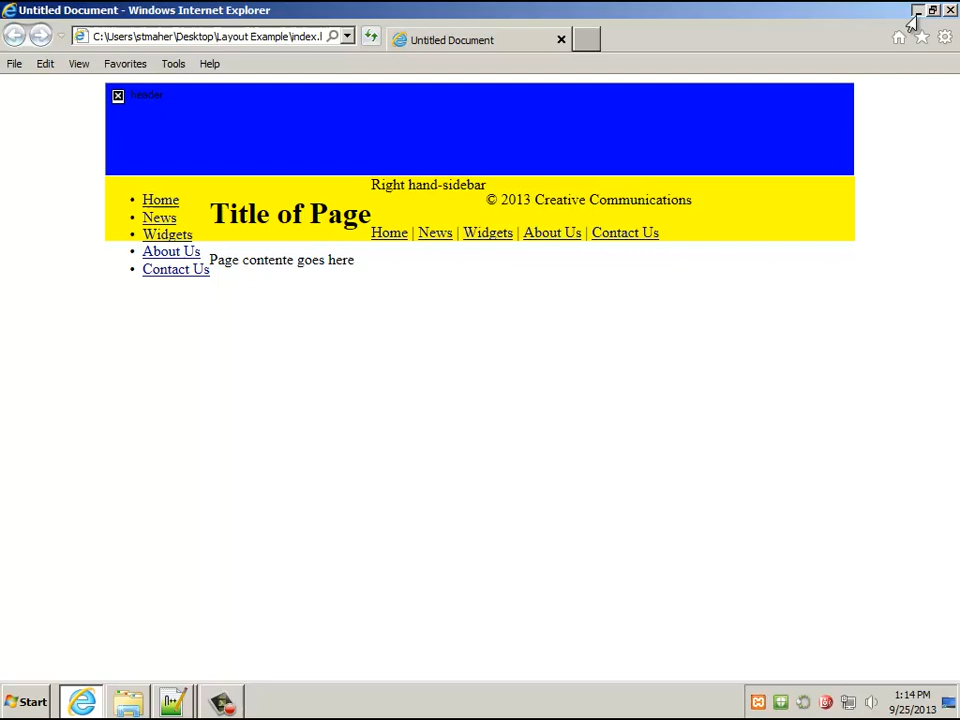 Untitled Document - Windows Internet Explorer
C:\Users\stmaher\Desktop\Layout Example\index.l
Untitled Document
File Edit View Favorites Tools Help
header
Right hand-sidebar
• Home
© 2013 Creative Communications
• News
Title of Page
• Widgets
Home | News | Widgets | About Us | Contact Us
• About Us
Page contente goes here
• Contact Us
Start
1:14 PM
9/25/2013